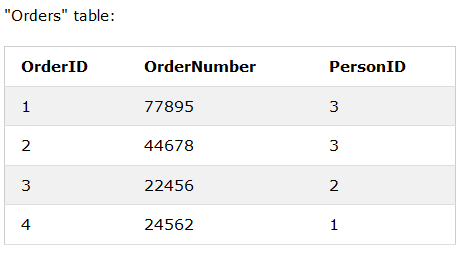 "Orders" table:
OrderID OrderNumber PersonID
1 77895 3
2 44678 3
3 22456 2
4 24562 1